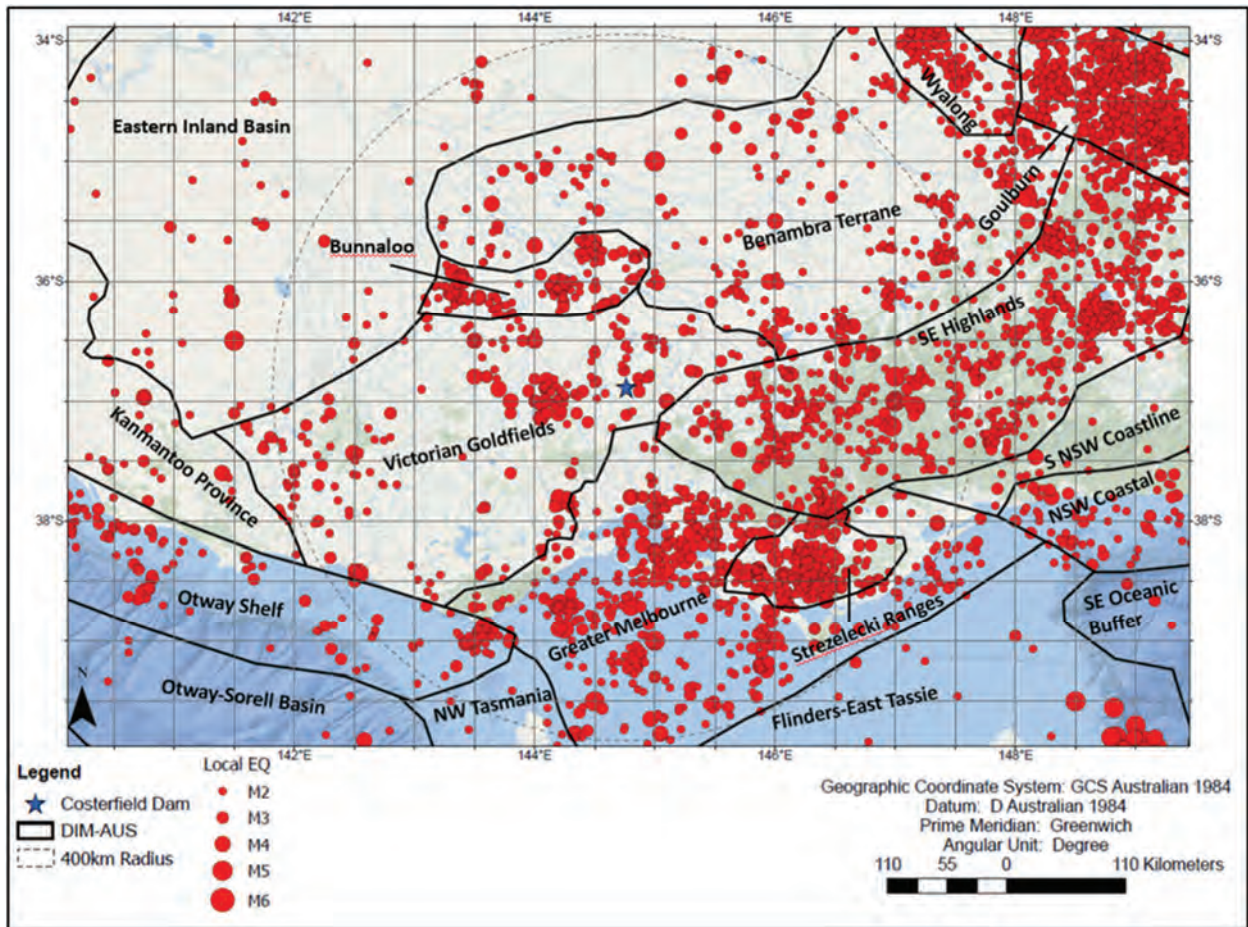 142°E 144°E 146°E 148°E
34°S 34°S
Wyalong
Eastern Inland Basin
Goulburn
Benambra Terrane
Bunnaloo
36°S 36°S
SE Highlands
Kanmantoo Province
Victorian Goldfields
S NSW Coastline
NSW Coastal
38°S 38°S
Otway Shelf
Greater Melbourne
Strezelecki Ranges
SE Oceanic
Buffer
Otway-Sorell Basin
NW Tasmania
Flinders-East Tassie
N
142°E 144°E 146°E 148°E
Legend
Costerfield Dam
DIM-AUS
400km Radius
Local EQ
M2
M3
M4
M5
M6
Geographic Coordinate System: GCS Australian 1984
Datum: D Australian 1984
Prime Meridian: Greenwich
Angular Unit: Degree
110 55 0 110 Kilometers